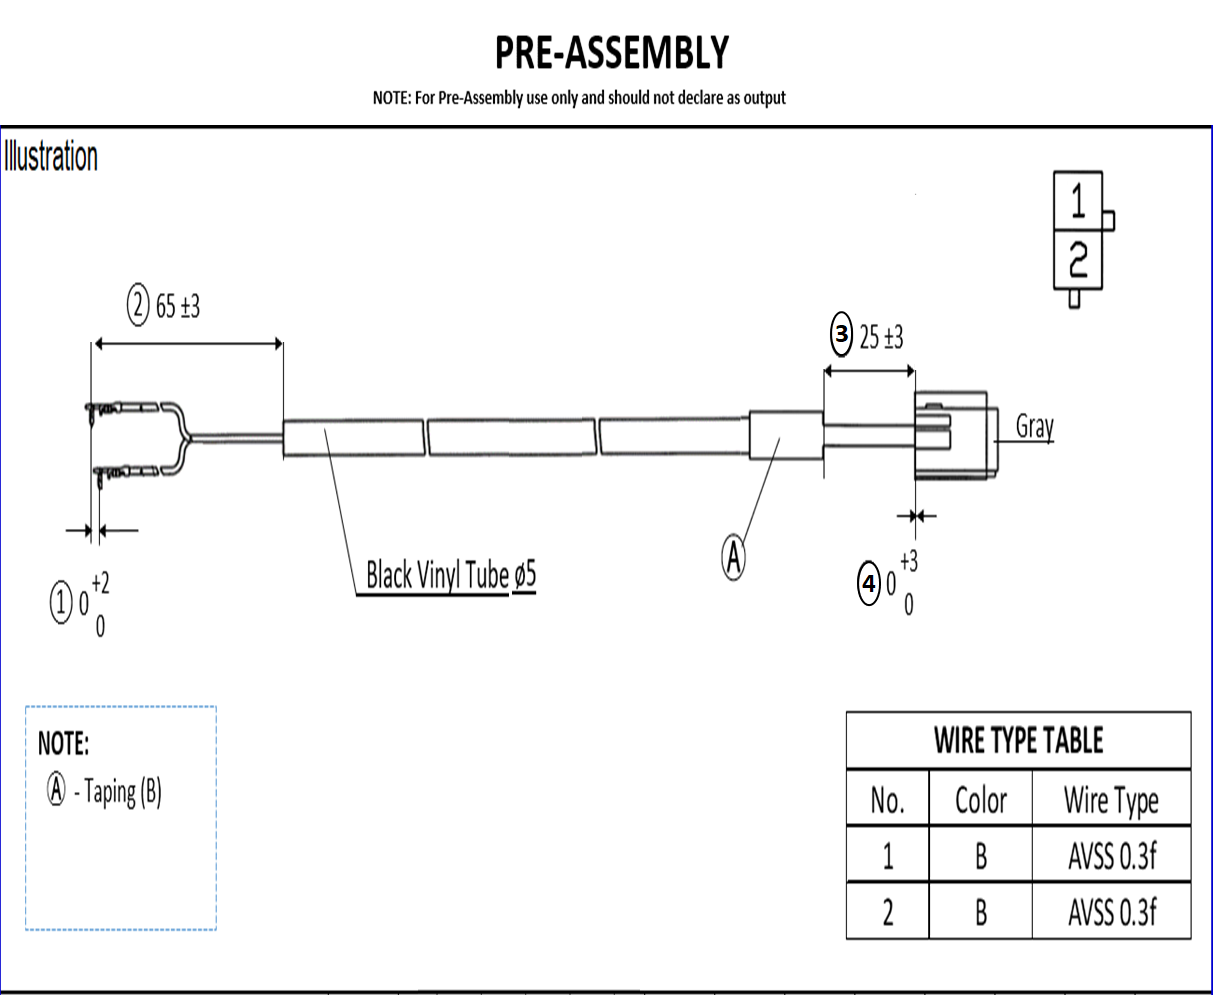 PRE-ASSEMBLY
NOTE: For Pre-Assembly use only and should not declare as output
Illustration
1
2
② 65 ±3
③ 25 ±3
Gray
Ⓐ
Black Vinyl Tube ø5
① 0 +2 0
④ 0 +3 0
NOTE:
Ⓐ - Taping (B)
WIRE TYPE TABLE
No. Color Wire Type
1 B AVSS 0.3f
2 B AVSS 0.3f